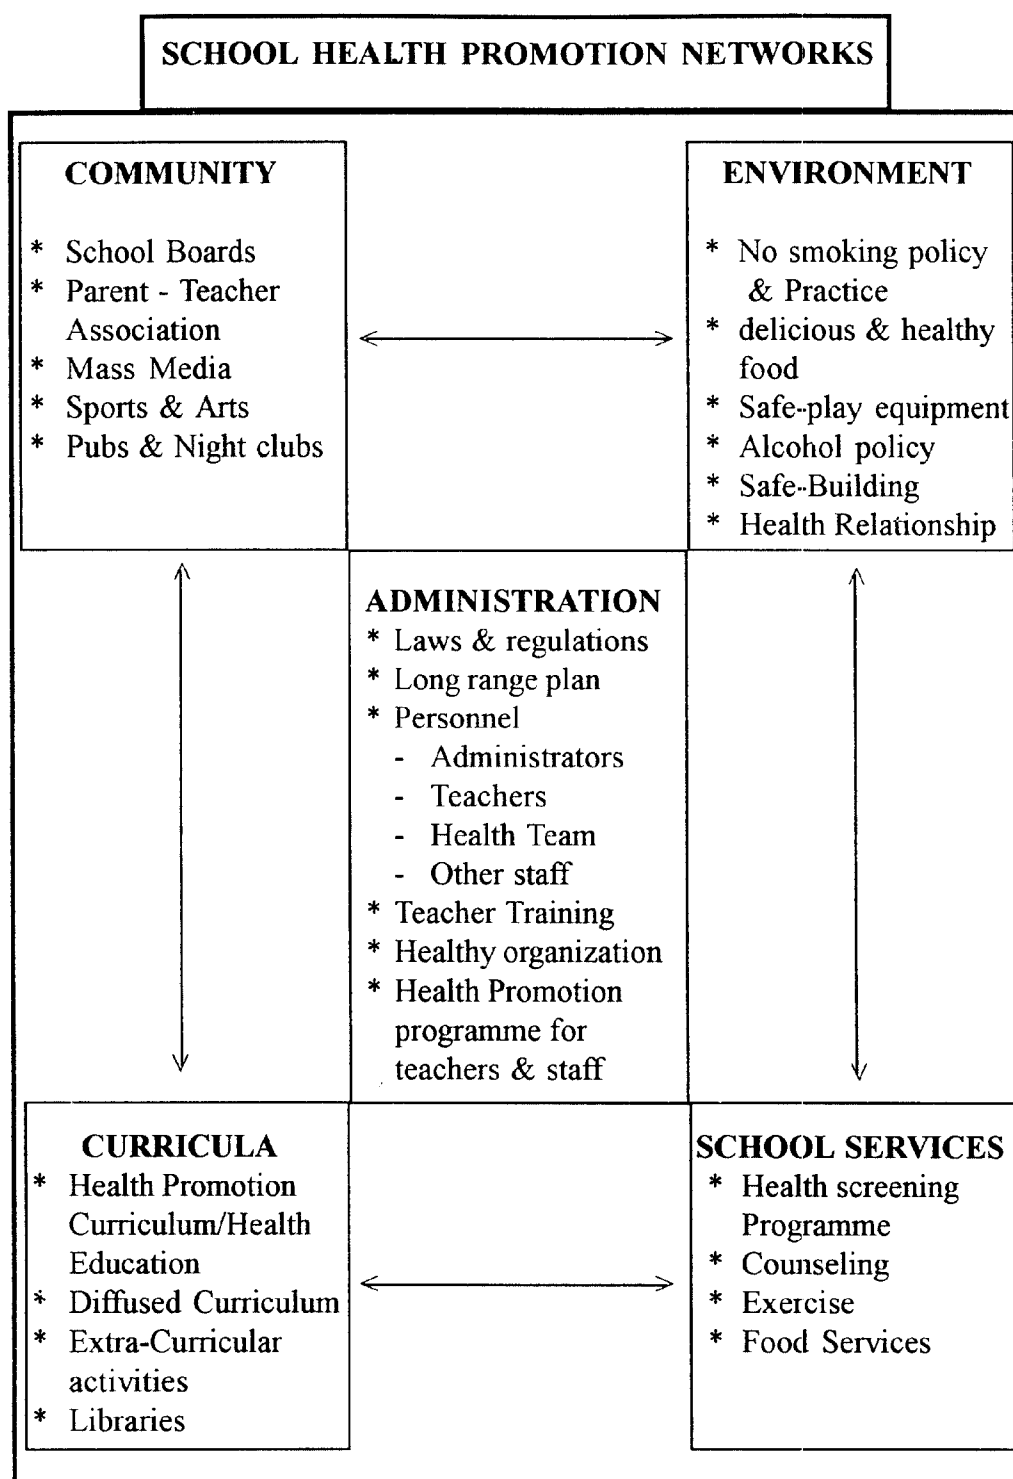 SCHOOL HEALTH PROMOTION NETWORKS
COMMUNITY
* School Boards
* Parent - Teacher
Association
* Mass Media
* Sports & Arts
* Pubs & Night clubs
ENVIRONMENT
* No smoking policy
& Practice
* delicious & healthy
food
* Safe-play equipment
* Alcohol policy
* Safe-Building
* Health Relationship
ADMINISTRATION
* Laws & regulations
* Long range plan
* Personnel
- Administrators
- Teachers
- Health Team
- Other staff
* Teacher Training
* Healthy organization
* Health Promotion
programme for
teachers & staff
CURRICULA
* Health Promotion
Curriculum/Health
Education
* Diffused Curriculum
* Extra-Curricular
activities
* Libraries
SCHOOL SERVICES
* Health screening
Programme
* Counseling
* Exercise
* Food Services